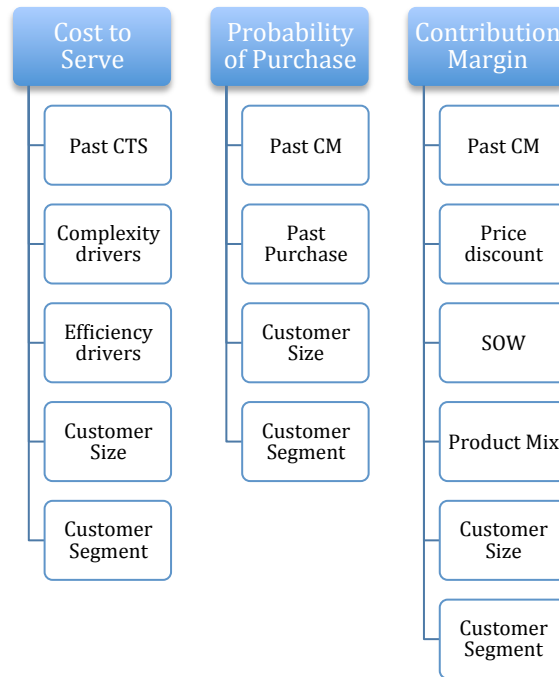 Cost to
Serve
Past CTS
Complexity
drivers
Efficiency
drivers
Customer
Size
Customer
Segment
Probability
of Purchase
Past CM
Past
Purchase
Customer
Size
Customer
Segment
Contribution
Margin
Past CM
Price
discount
SOW
Product Mix
Customer
Size
Customer
Segment